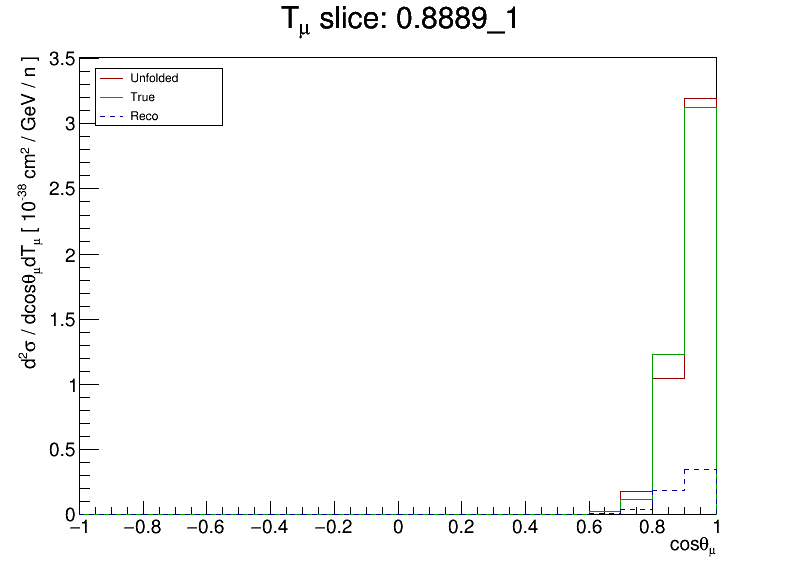 Tμ slice: 0.8889_1
d²σ / dcosθμdTμ [ 10⁻³⁸ cm² / GeV / n ]
3.5
3
2.5
2
1.5
1
0.5
0
Unfolded
True
Reco
−1 −0.8 −0.6 −0.4 −0.2 0 0.2 0.4 0.6 0.8 1
cosθμ